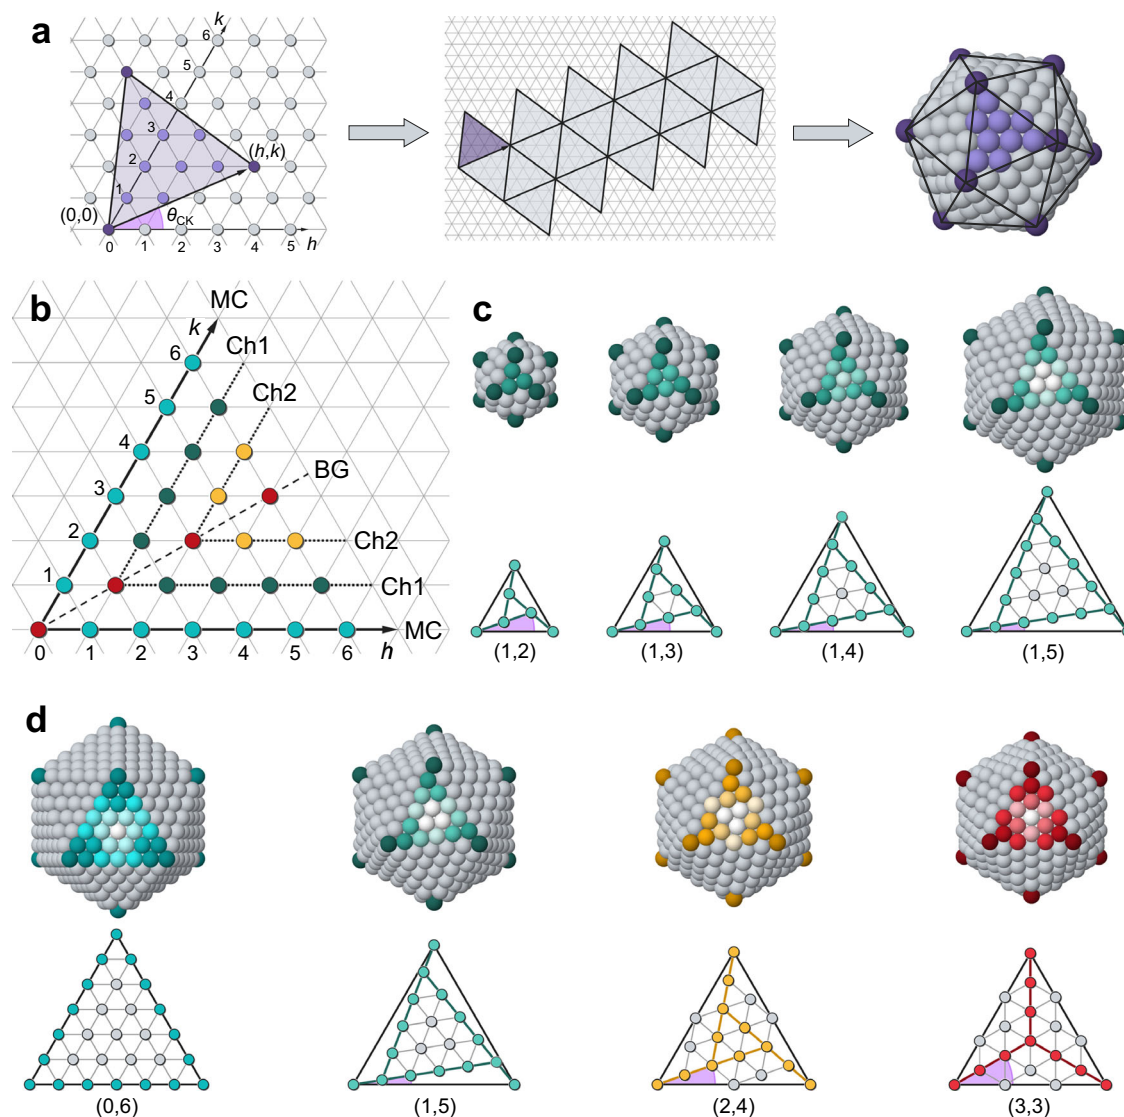 a
k
6
5
4
3
(h,k)
2
1
(0,0)
θCK
0 1 2 3 4 5 h
b
MC
k
Ch1
6
Ch2
5
4
BG
3
2
Ch2
1
Ch1
MC
0 1 2 3 4 5 6 h
c
(1,2) (1,3) (1,4) (1,5)
d
(0,6) (1,5) (2,4) (3,3)